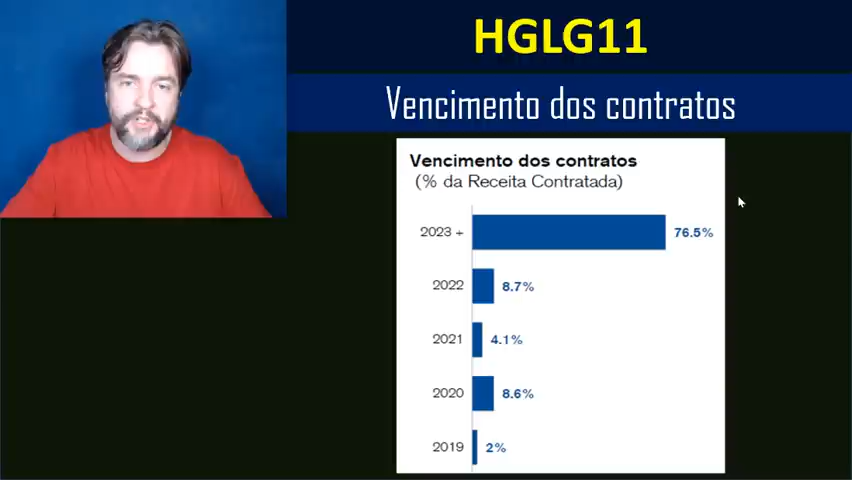 HGLG11
Vencimento dos contratos
Vencimento dos contratos
(% da Receita Contratada)
2023 + 76.5%
2022 8.7%
2021 4.1%
2020 8.6%
2019 2%